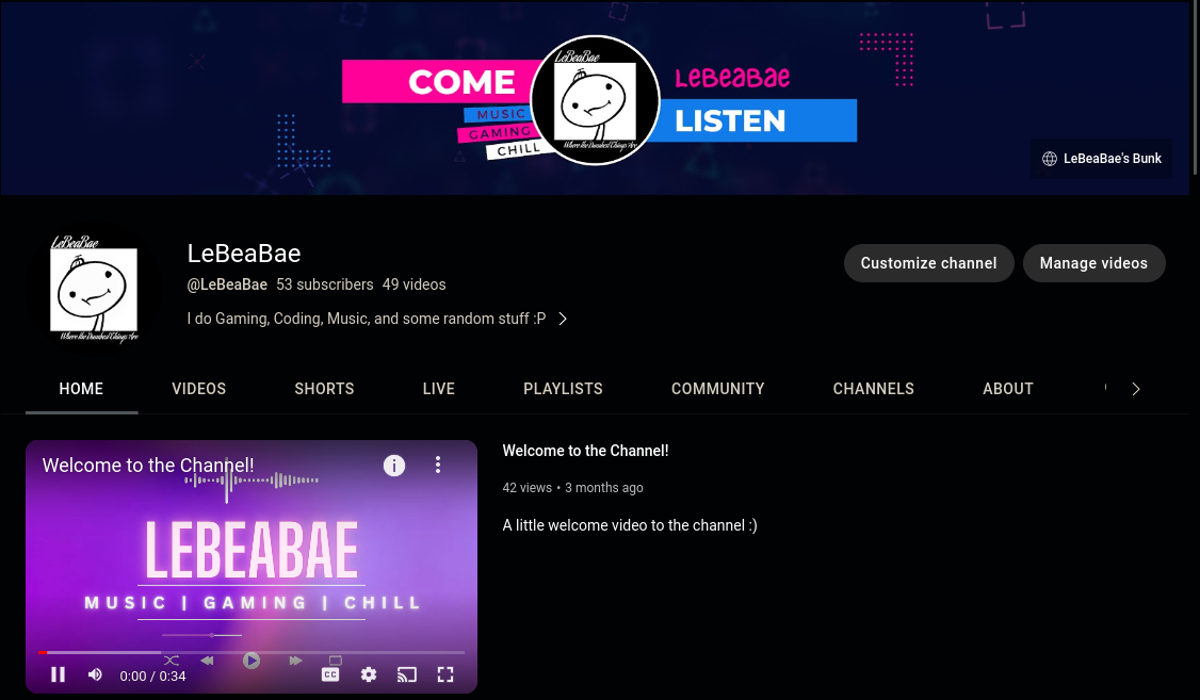 COME
MUSIC
GAMING
CHILL
LeBeaBae
Where the Dumbest Things Are
LeBeaBae
LISTEN
LeBeaBae's Bunk
LeBeaBae
Where the Dumbest Things Are
LeBeaBae
@LeBeaBae 53 subscribers 49 videos
I do Gaming, Coding, Music, and some random stuff :P
Customize channel
Manage videos
HOME VIDEOS SHORTS LIVE PLAYLISTS COMMUNITY CHANNELS ABOUT
Welcome to the Channel!
LEBEABAE
MUSIC | GAMING | CHILL
0:00 / 0:34
CC
Welcome to the Channel!
42 views • 3 months ago
A little welcome video to the channel :)